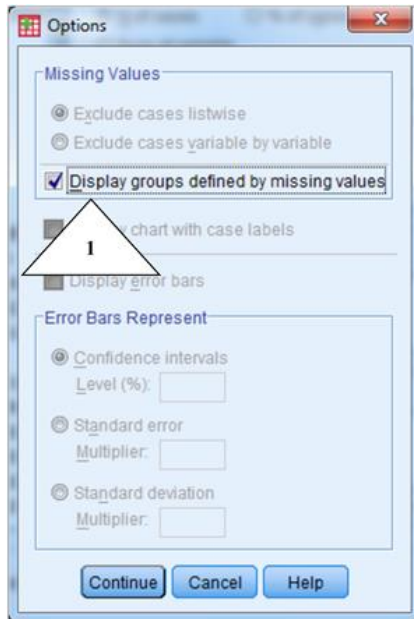 Options
Missing Values
Exclude cases listwise
Exclude cases variable by variable
Display groups defined by missing values
chart with case labels
1
Display error bars
Error Bars Represent
Confidence intervals
Level (%):
Standard error
Multiplier:
Standard deviation
Multiplier:
Continue Cancel Help